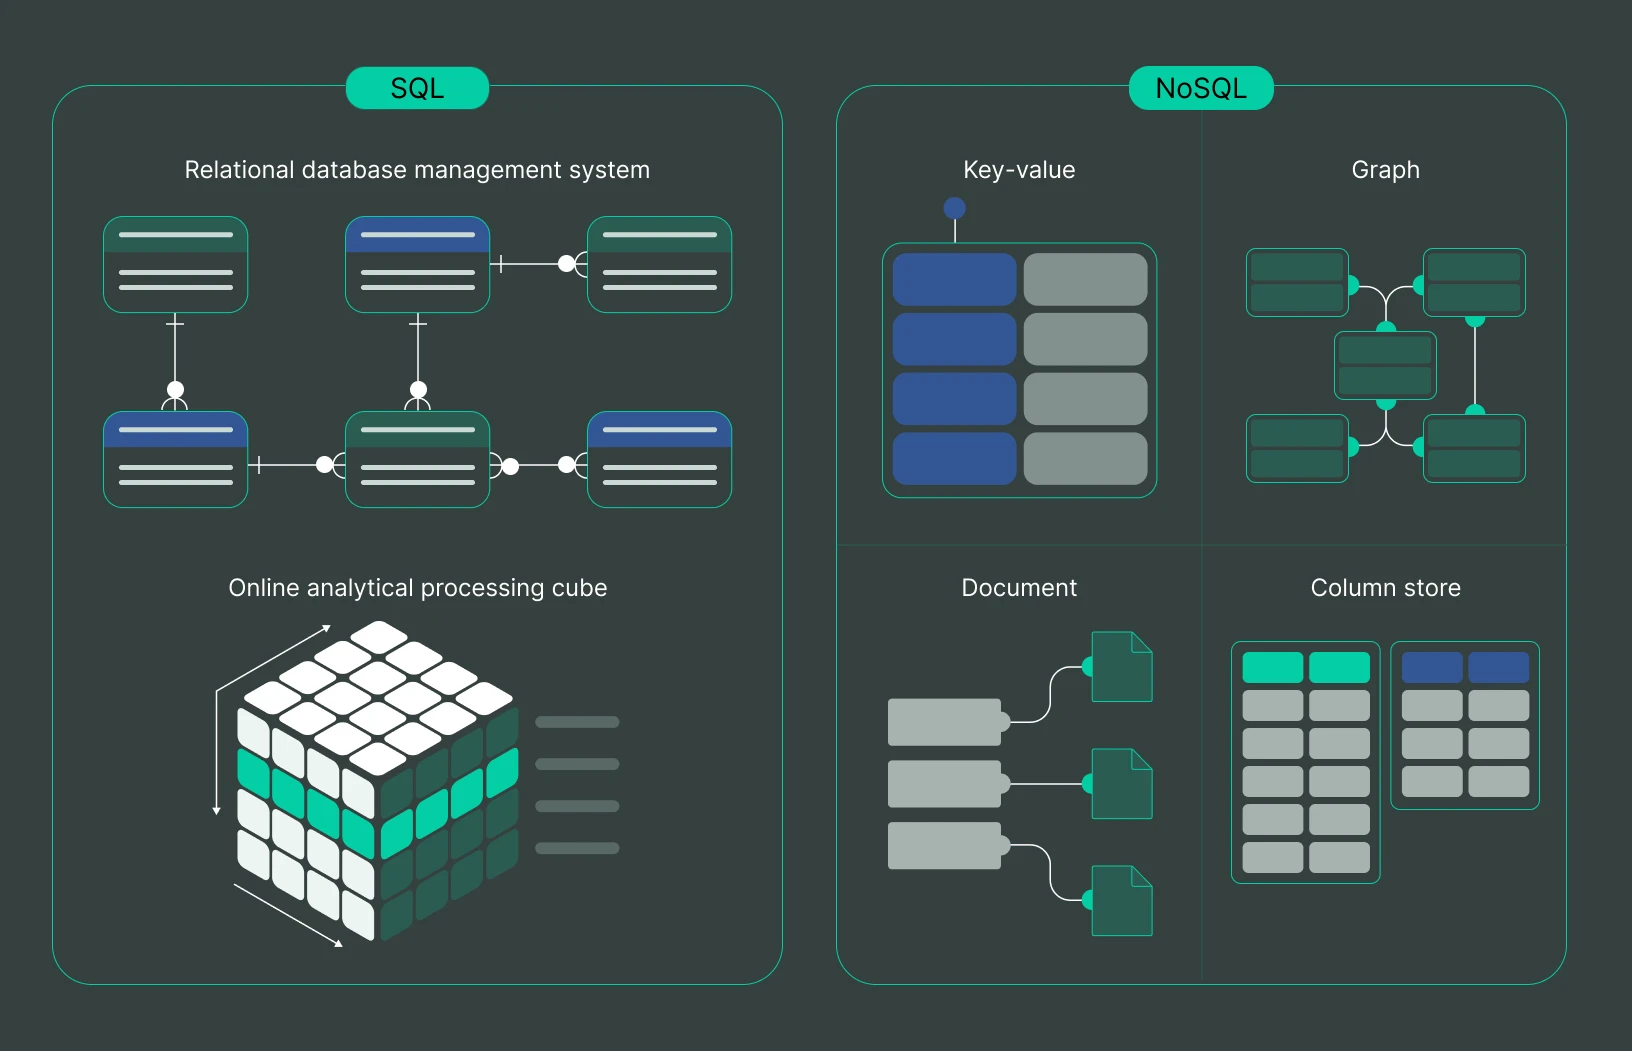 SQL
Relational database management system
Online analytical processing cube
NoSQL
Key-value
Graph
Document
Column store